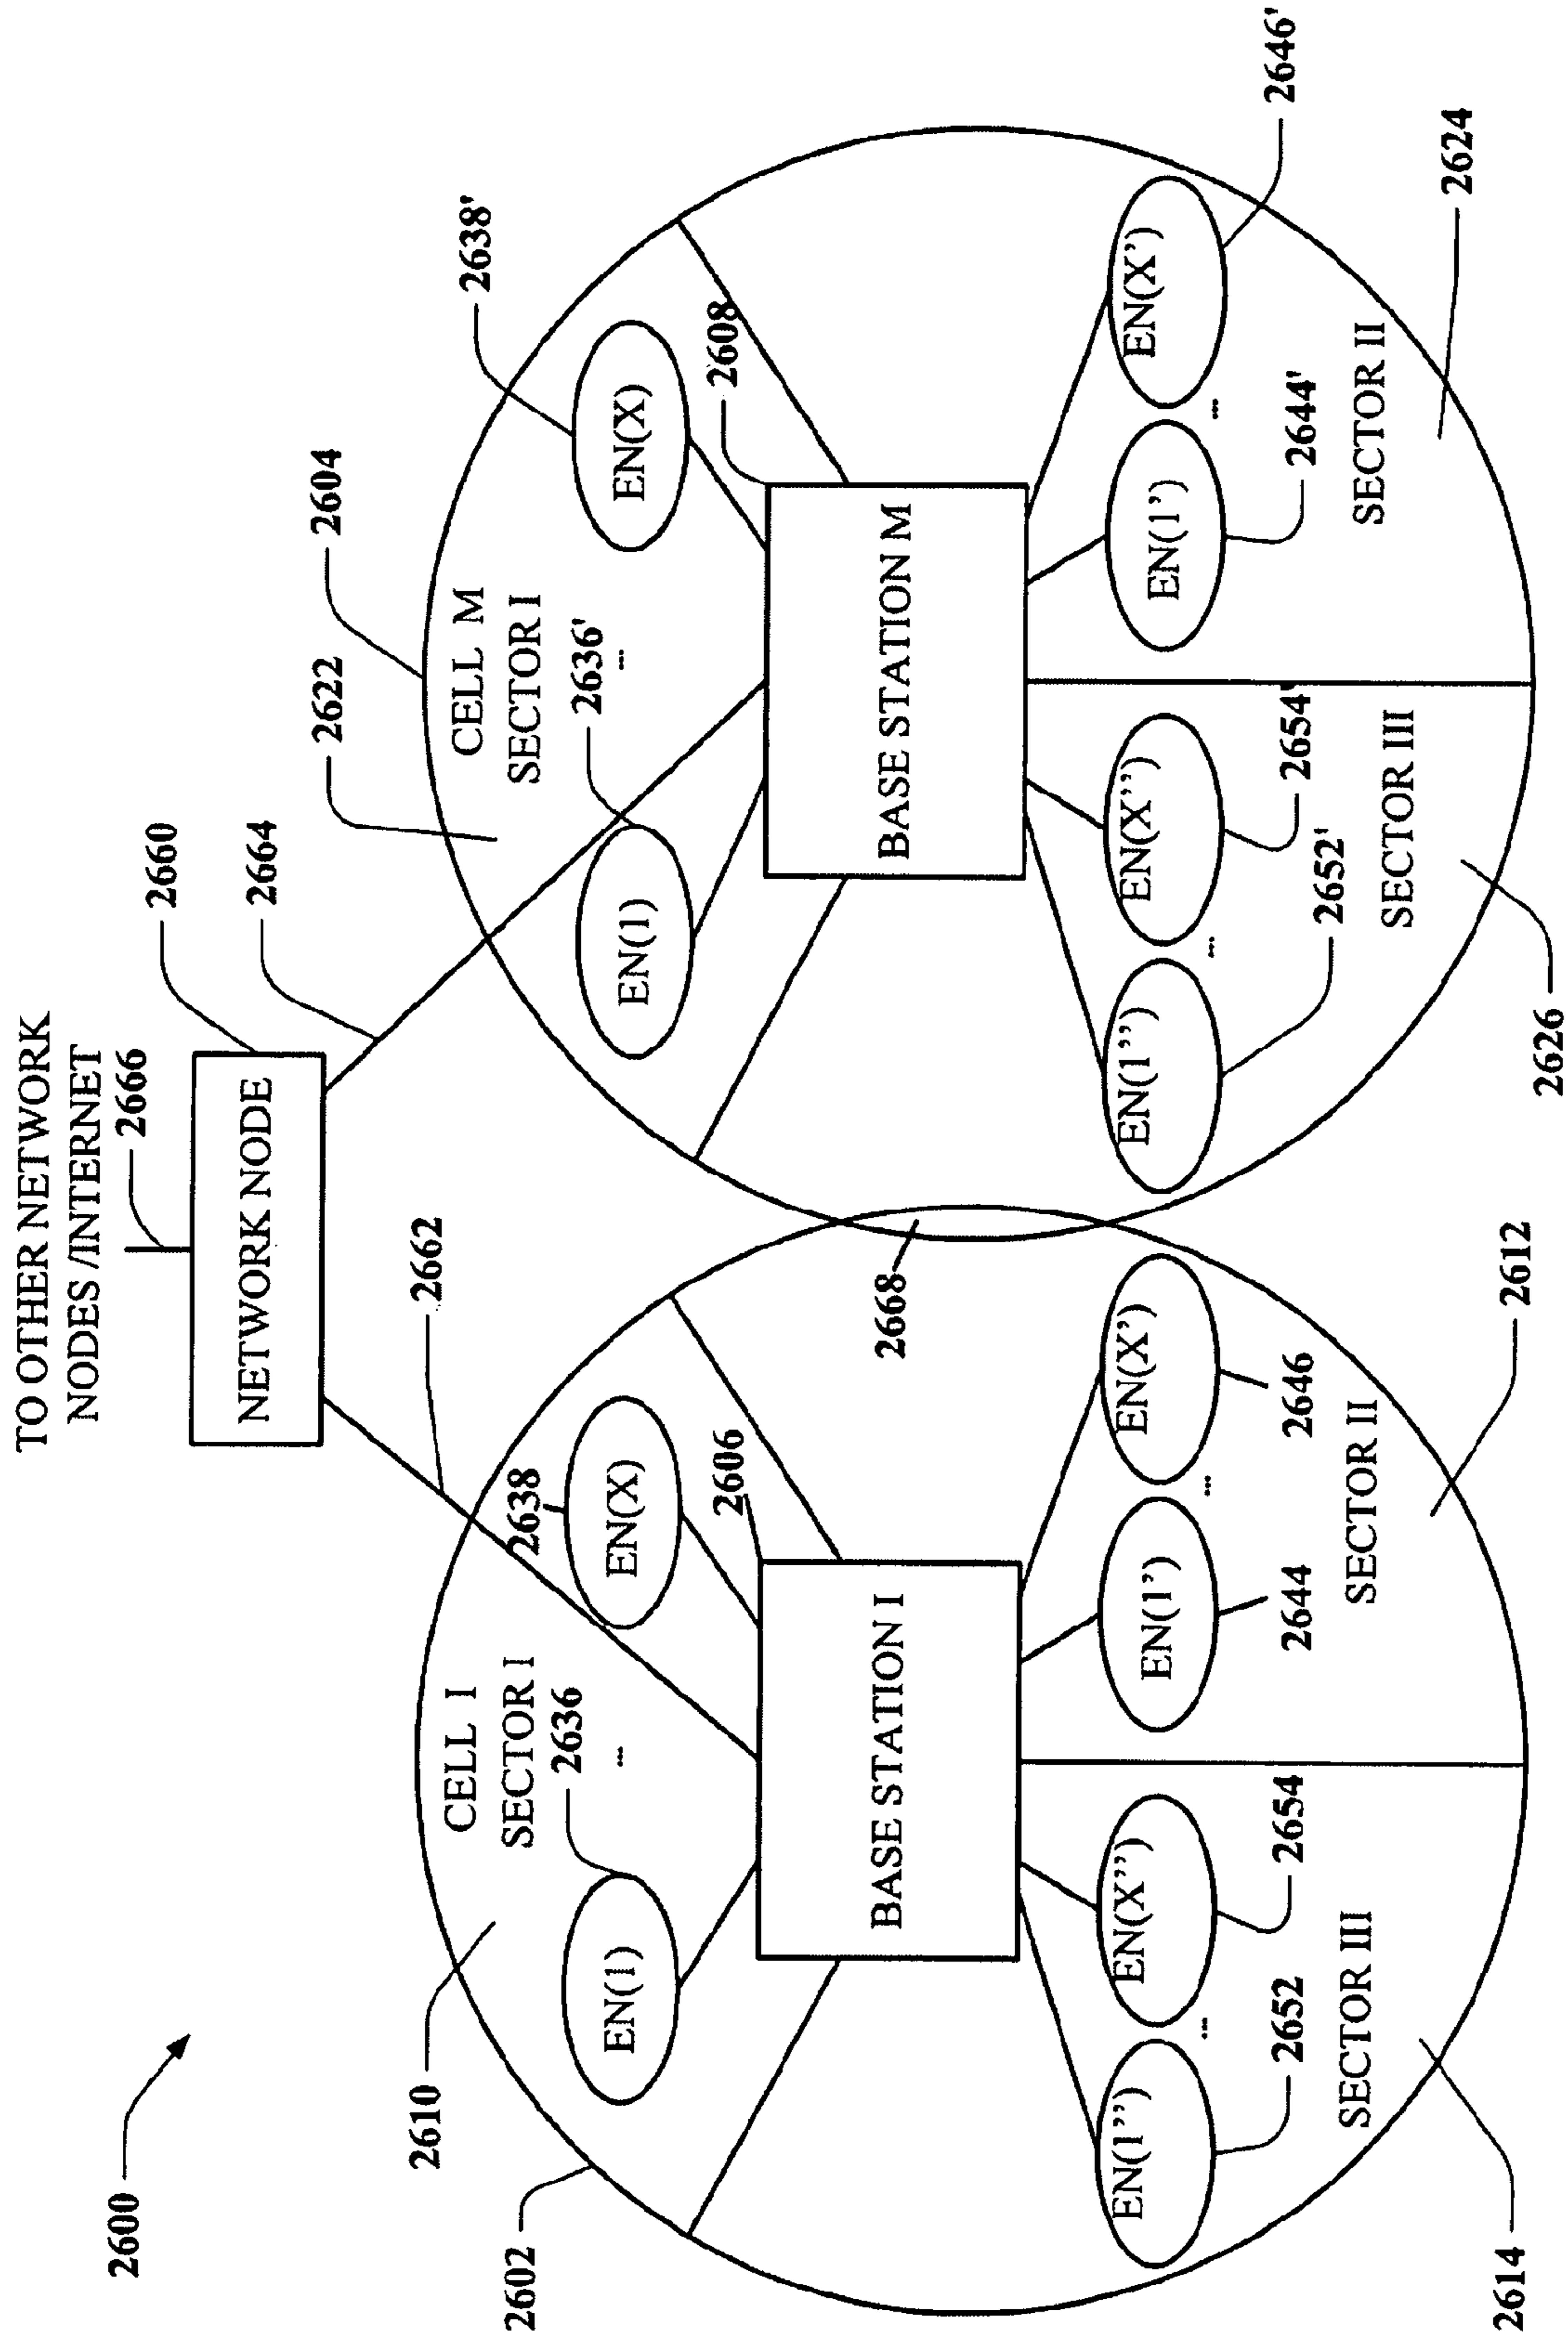 2600
TO OTHER NETWORK
NODES /INTERNET
2666
2660
NETWORK NODE
2662
2664
2602
2610
CELL I
SECTOR I
2636
...
2638
EN(1)
EN(X)
2606
BASE STATION I
EN(1'')
...
EN(X'')
EN(1')
...
EN(X')
2652
2654
2644
2646
SECTOR III
SECTOR II
2614
2612
2668
2622
2604
CELL M
SECTOR I
2636'
...
2638'
EN(1)
EN(X)
2608
BASE STATION M
EN(1'')
...
EN(X'')
EN(1')
...
EN(X')
2652'
2654'
2644'
2646'
SECTOR III
SECTOR II
2626
2624